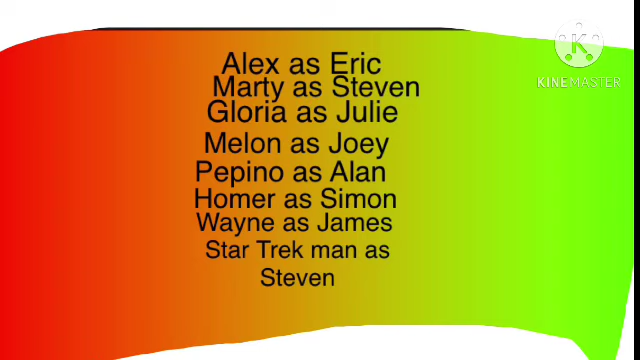 K
KINEMASTER
Alex as Eric
Marty as Steven
Gloria as Julie
Melon as Joey
Pepino as Alan
Homer as Simon
Wayne as James
Star Trek man as
Steven